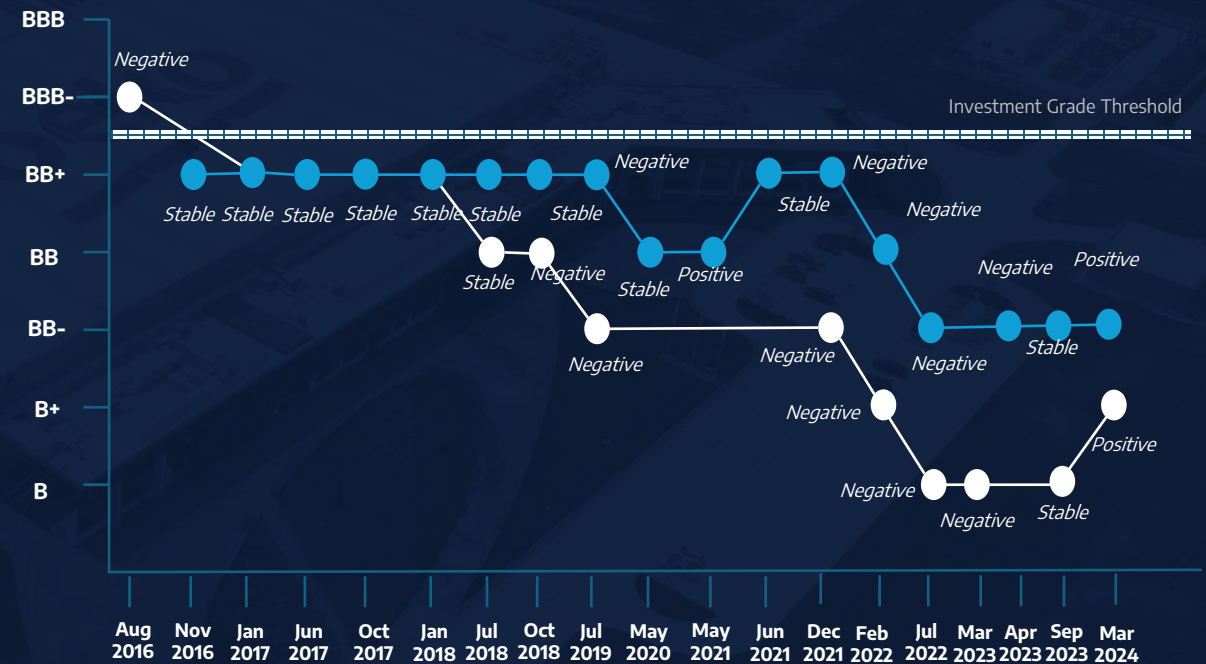 BBB
Negative
BBB-
Investment Grade Threshold
BB+
Negative
Negative
Stable Stable Stable Stable Stable Stable Stable
Stable
Negative
BB
Negative
Positive
Stable
Negative
Stable
Positive
Negative
BB-
Stable
Negative
Negative
Negative
B+
Negative
Positive
B
Negative
Negative
Stable
Aug Nov Jan Jun Oct Jan Jul Oct Jul May May Jun Dec Feb Jul Mar Apr Sep Mar
2016 2016 2017 2017 2017 2018 2018 2018 2019 2020 2021 2021 2021 2022 2022 2023 2023 2023 2024